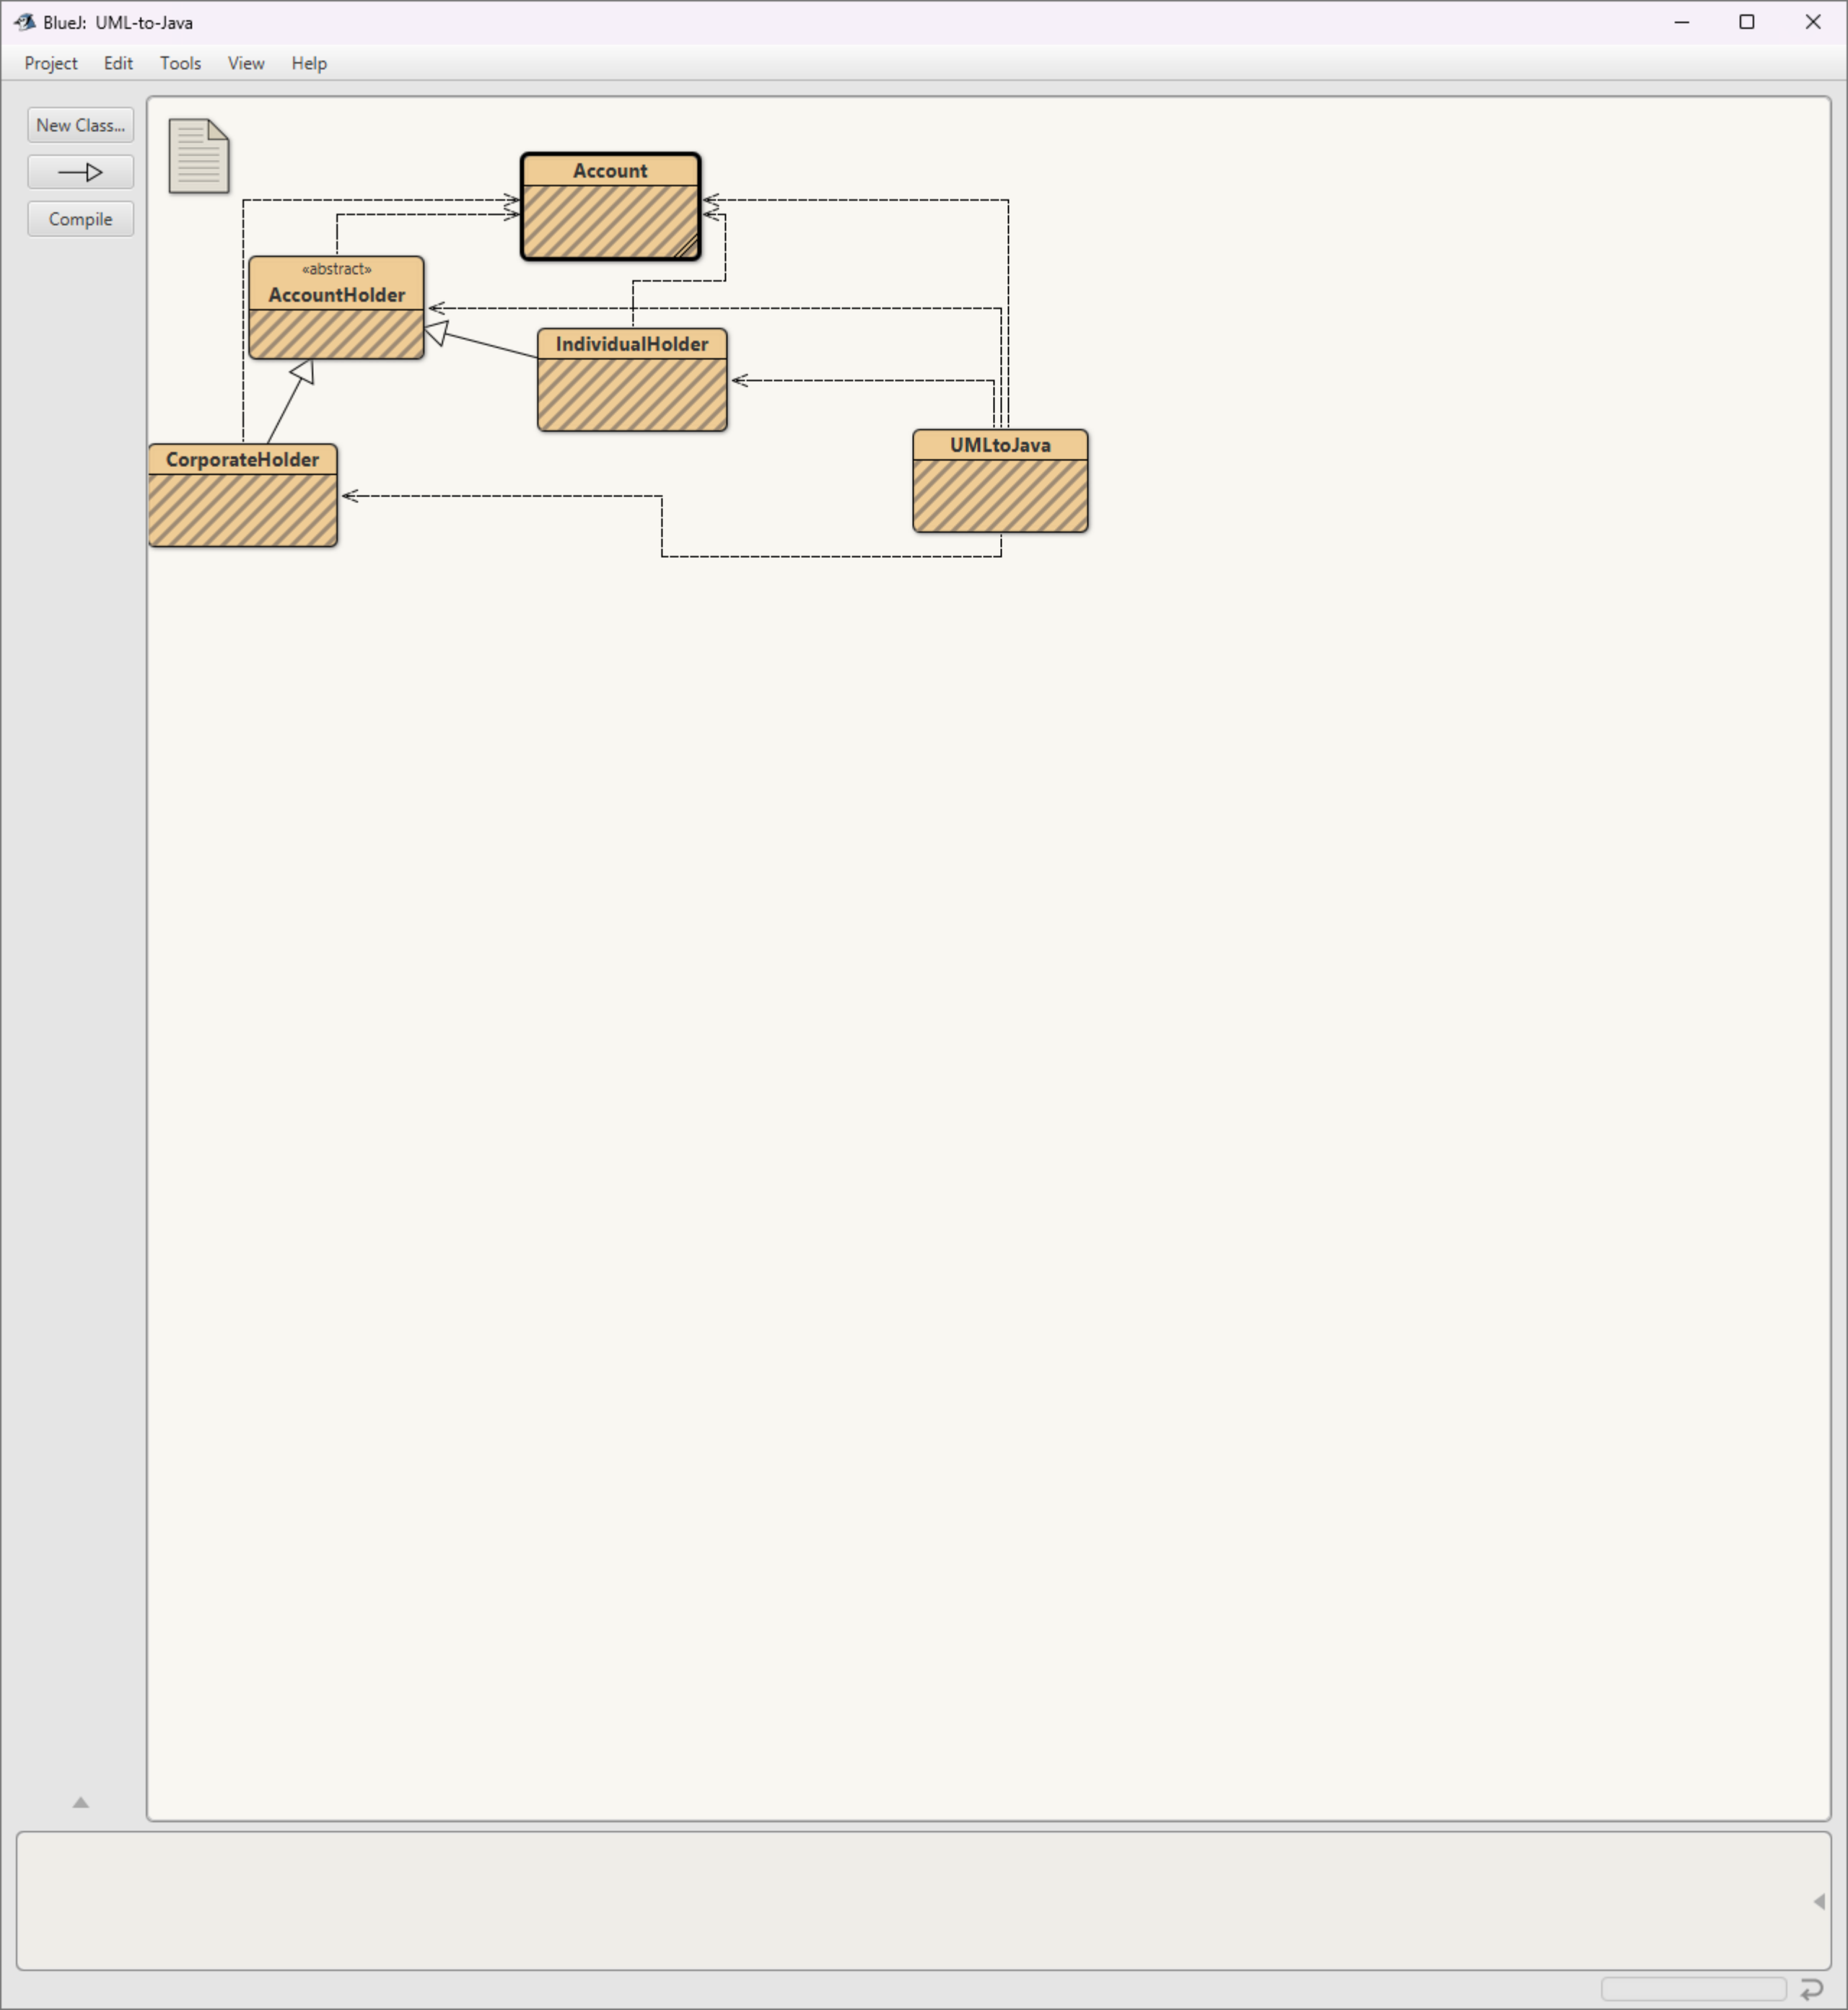 BlueJ: UML-to-Java
Project Edit Tools View Help
New Class...
Compile
Account
«abstract»
AccountHolder
IndividualHolder
UMLtoJava
CorporateHolder